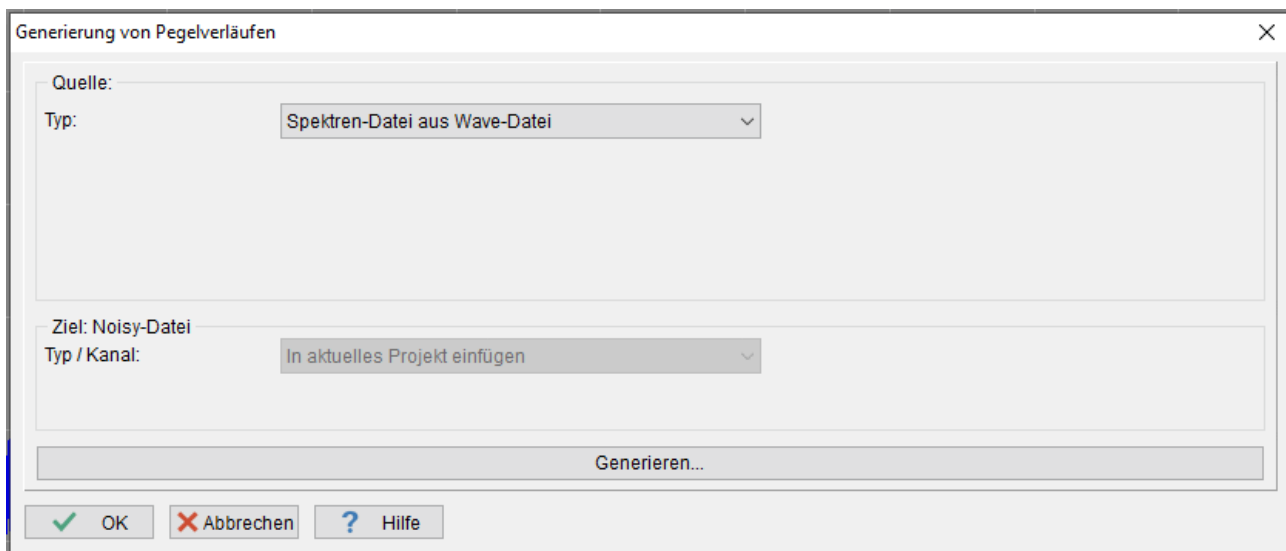 Generierung von Pegelverläufen
Quelle:
Typ:
Spektren-Datei aus Wave-Datei
Ziel: Noisy-Datei
Typ / Kanal:
In aktuelles Projekt einfügen
Generieren...
OK
Abbrechen
? Hilfe